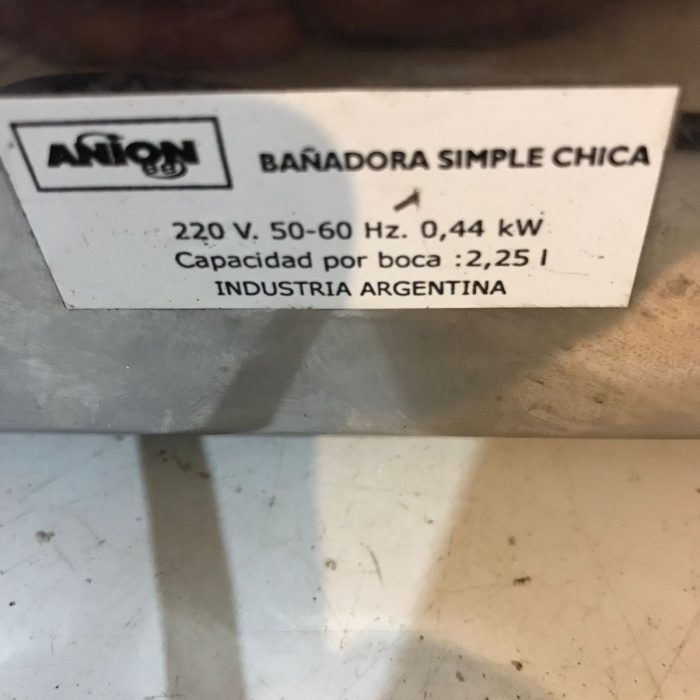 ANION
BAÑADORA SIMPLE CHICA
220 V. 50-60 Hz. 0,44 kW
Capacidad por boca :2,25 l
INDUSTRIA ARGENTINA